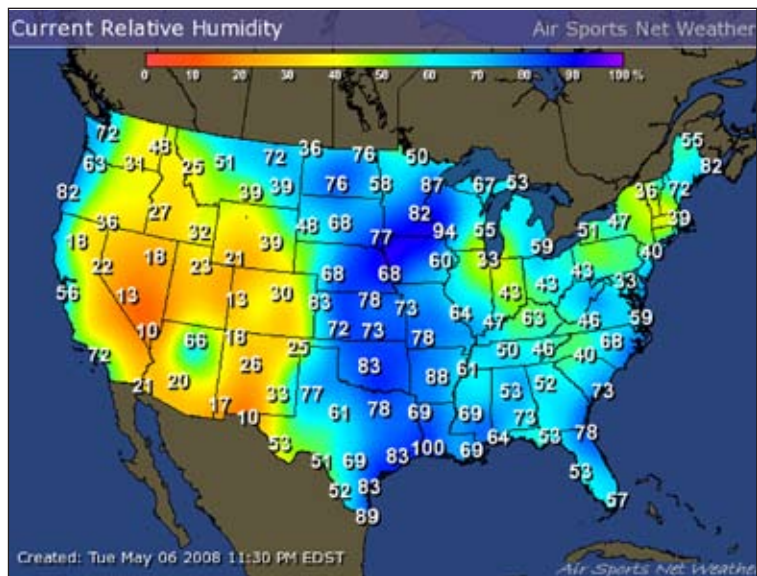 Current Relative Humidity Air Sports Net Weather
0 10 20 30 40 50 60 70 80 90 100 %
72 48 36 76 50 55
63 31 25 51 72 67 53 82
82 39 39 76 58 87 36 72
36 27 32 48 68 82 55 47 39
18 18 39 77 94 59 51 40
22 23 21 68 68 60 33 43 43 33
56 13 13 30 83 78 73 43
10 66 18 72 73 78 64 47 63 46 59
72 25 50 46 68
21 20 26 83 88 61 40
17 33 77 53 52 73
10 61 78 69 69 73
53 51 69 83 100 69 64 53 78
52 83 53
89 57
Created: Tue May 06 2008 11:30 PM EDST
Air Sports Net Weather